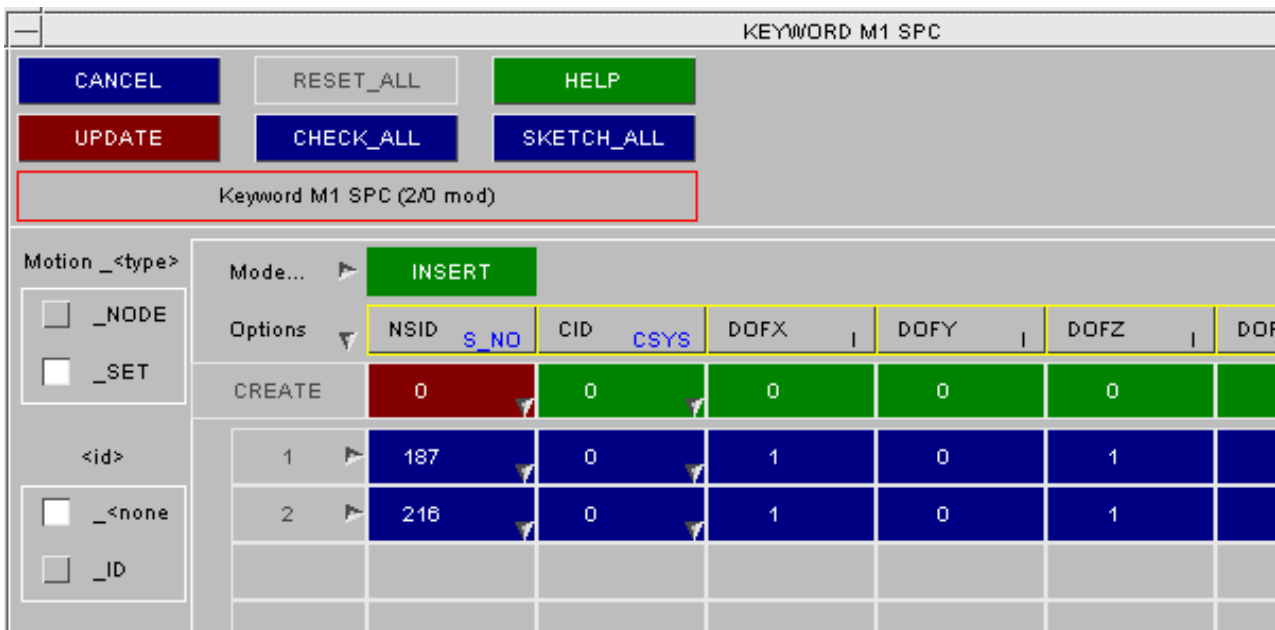 KEYWORD M1 SPC
CANCEL RESET_ALL HELP
UPDATE CHECK_ALL SKETCH_ALL
Keyword M1 SPC (2/0 mod)
Motion _<type>
_NODE
_SET
<id>
_<none
_ID
Mode... INSERT
Options NSID S_NO CID CSYS DOFX I DOFY I DOFZ I DOF
CREATE 0 0 0 0 0
1 187 0 1 0 1
2 216 0 1 0 1